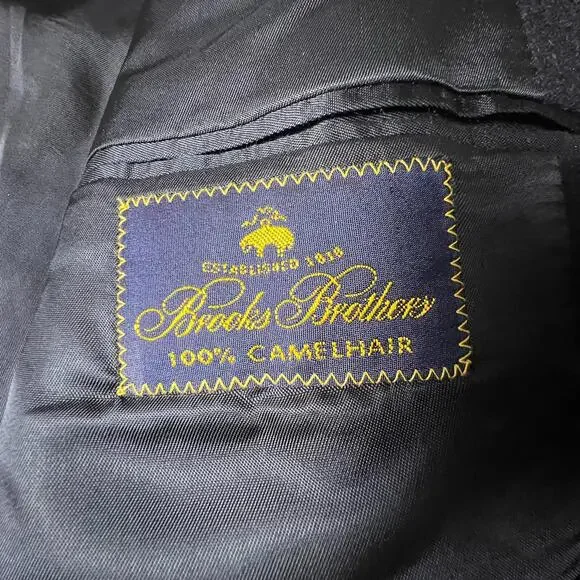 ESTABLISHED 1818
Brooks Brothers
100% CAMELHAIR